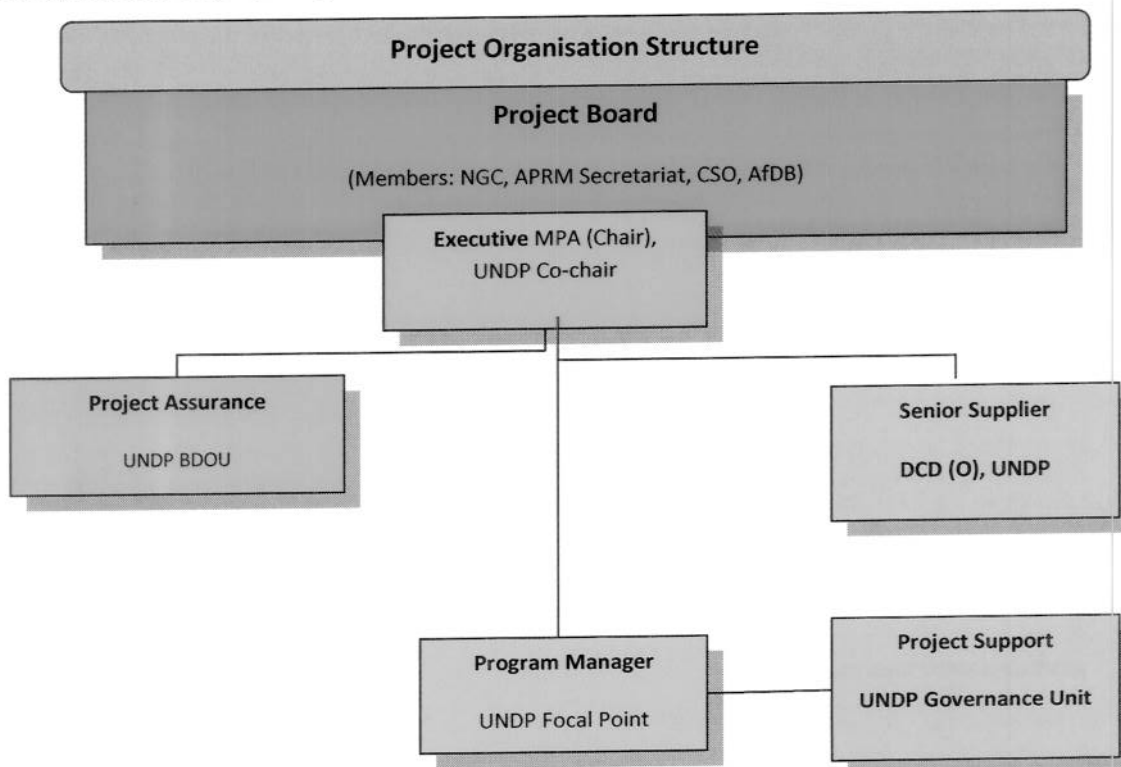 Project Organisation Structure
Project Board
(Members: NGC, APRM Secretariat, CSO, AfDB)
Executive MPA (Chair),
UNDP Co-chair
Project Assurance
UNDP BDOU
Senior Supplier
DCD (O), UNDP
Program Manager
UNDP Focal Point
Project Support
UNDP Governance Unit